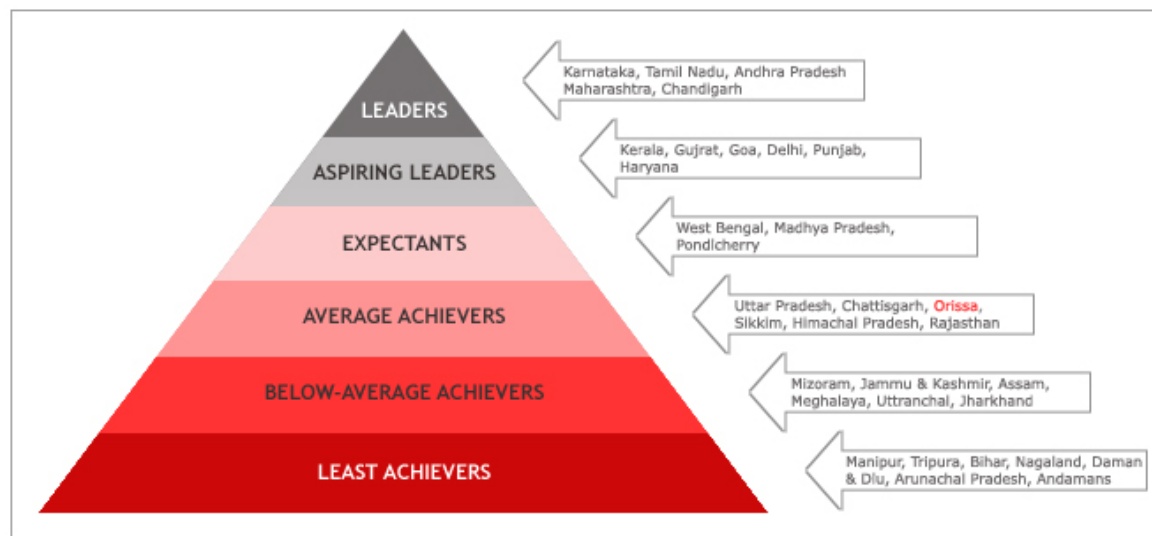 LEADERS
Karnataka, Tamil Nadu, Andhra Pradesh
Maharashtra, Chandigarh
ASPIRING LEADERS
Kerala, Gujrat, Goa, Delhi, Punjab,
Haryana
EXPECTANTS
West Bengal, Madhya Pradesh,
Pondicherry
AVERAGE ACHIEVERS
Uttar Pradesh, Chattisgarh, Orissa,
Sikkim, Himachal Pradesh, Rajasthan
BELOW-AVERAGE ACHIEVERS
Mizoram, Jammu & Kashmir, Assam,
Meghalaya, Uttranchal, Jharkhand
LEAST ACHIEVERS
Manipur, Tripura, Bihar, Nagaland, Daman
& Diu, Arunachal Pradesh, Andamans